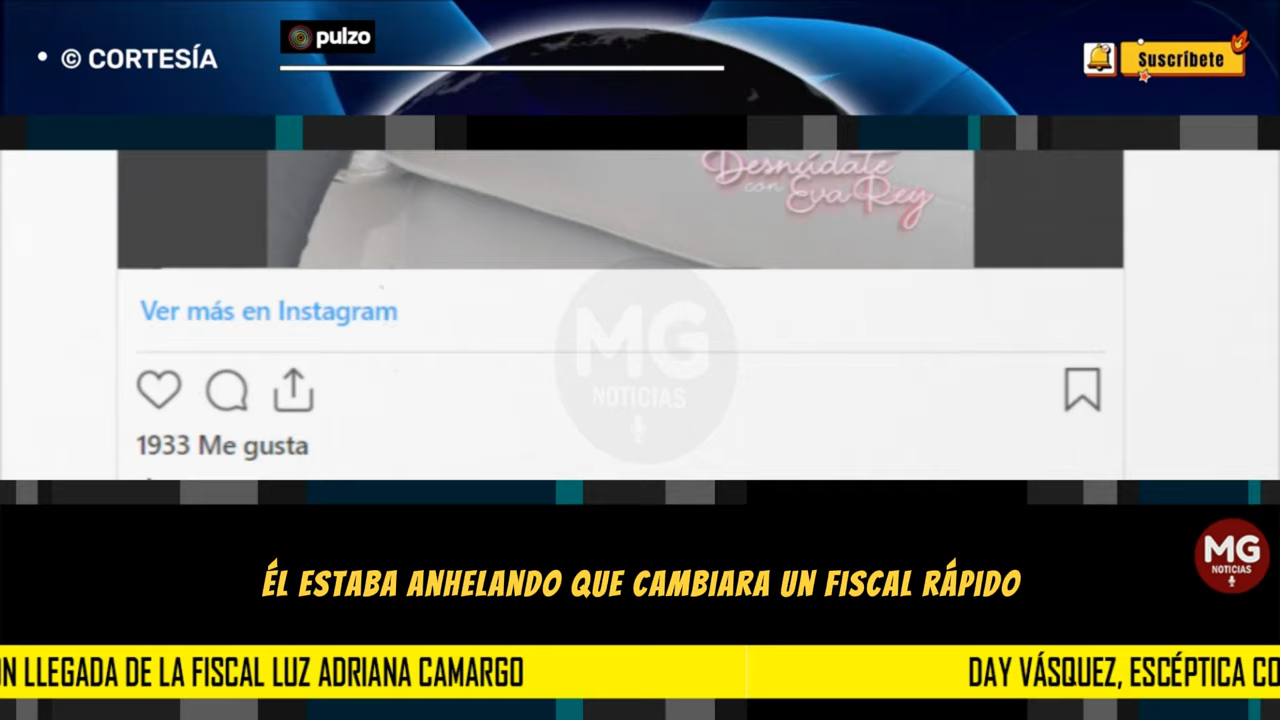 • © CORTESÍA
pulzo
Suscríbete
Desnúdate
con
Eva Rey
Ver más en Instagram
MG
NOTICIAS
1933 Me gusta
ÉL ESTABA ANHELANDO QUE CAMBIARA UN FISCAL RÁPIDO
MG
NOTICIAS
ON LLEGADA DE LA FISCAL LUZ ADRIANA CAMARGO
DAY VÁSQUEZ, ESCÉPTICA CO